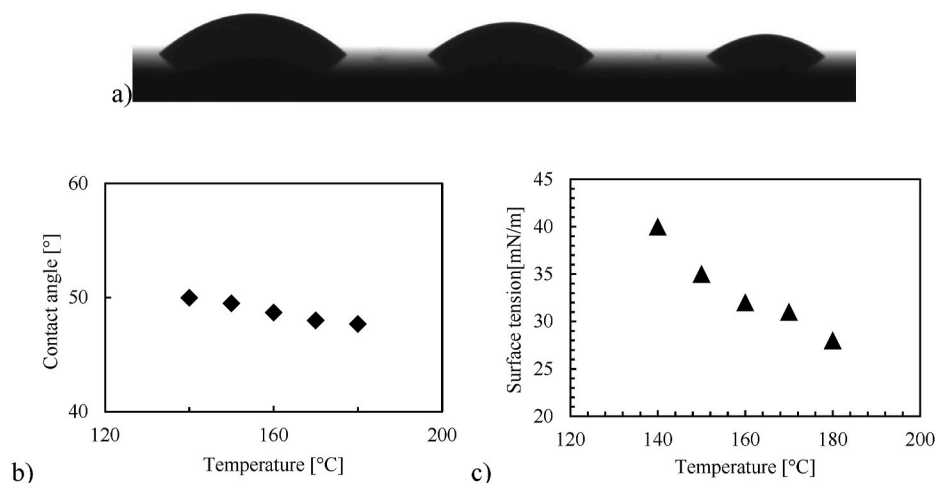 a)
60
50
40
120
160
200
Contact angle [°]
Temperature [°C]
b)
45
40
35
30
25
20
120
140
160
180
200
Surface tension[mN/m]
Temperature [°C]
c)